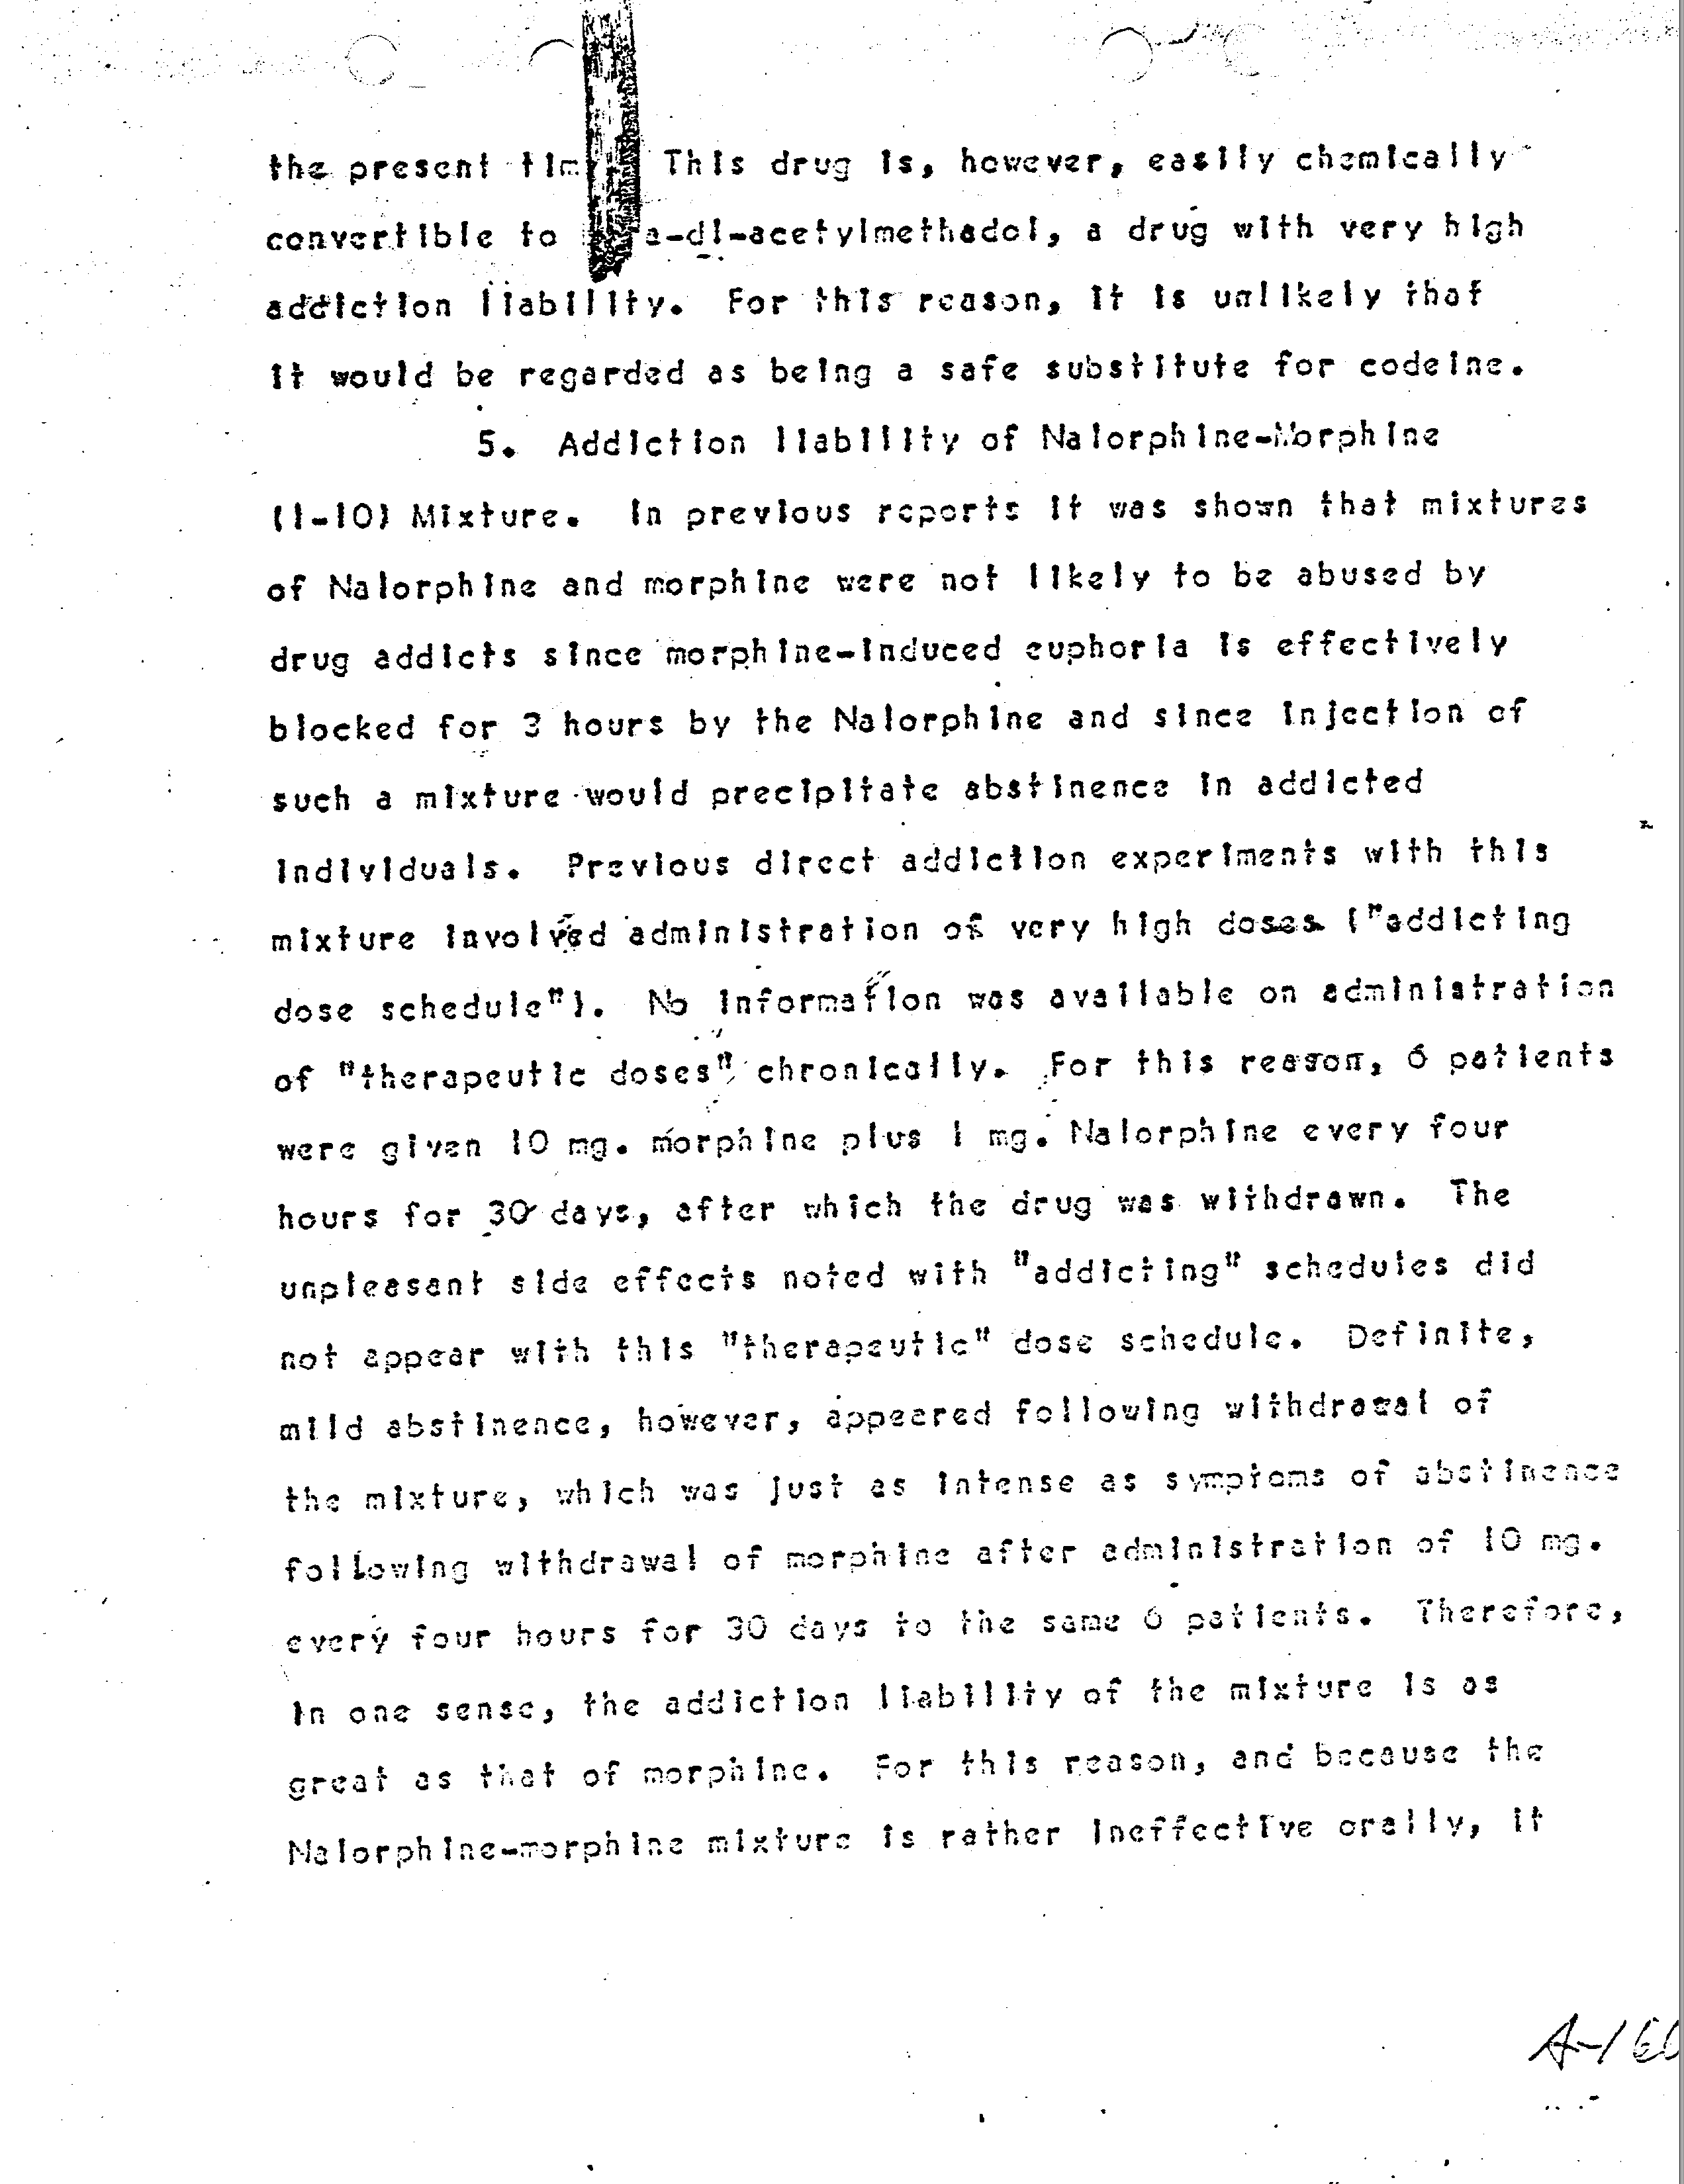 the present This drug is, however, easily chemically
convertible to a-dl-acetylmethadol, a drug with very high
addiction liability. For this reason, it is unlikely that
it would be regarded as being a safe substitute for codeine.
5. Addiction liability of Nalorphine-Morphine
(1-10) Mixture. In previous reports it was shown that mixtures
of Nalorphine and morphine were not likely to be abused by
drug addicts since morphine-induced euphoria is effectively
blocked for 3 hours by the Nalorphine and since injection of
such a mixture would precipitate abstinence in addicted
individuals. Previous direct addiction experiments with this
mixture involved administration of very high doses ("addicting
dose schedule"). No information was available on administration
of "therapeutic doses" chronically. For this reason, 6 patients
were given 10 mg. morphine plus 1 mg. Nalorphine every four
hours for 30 days, after which the drug was withdrawn. The
unpleasant side effects noted with "addicting" schedules did
not appear with this "therapeutic" dose schedule. Definite,
mild abstinence, however, appeared following withdrawal of
the mixture, which was just as intense as symptoms of abstinence
following withdrawal of morphine after administration of 10 mg.
every four hours for 30 days to the same 6 patients. Therefore,
in one sense, the addiction liability of the mixture is as
great as that of morphine. For this reason, and because the
Nalorphine-morphine mixture is rather ineffective orally, it